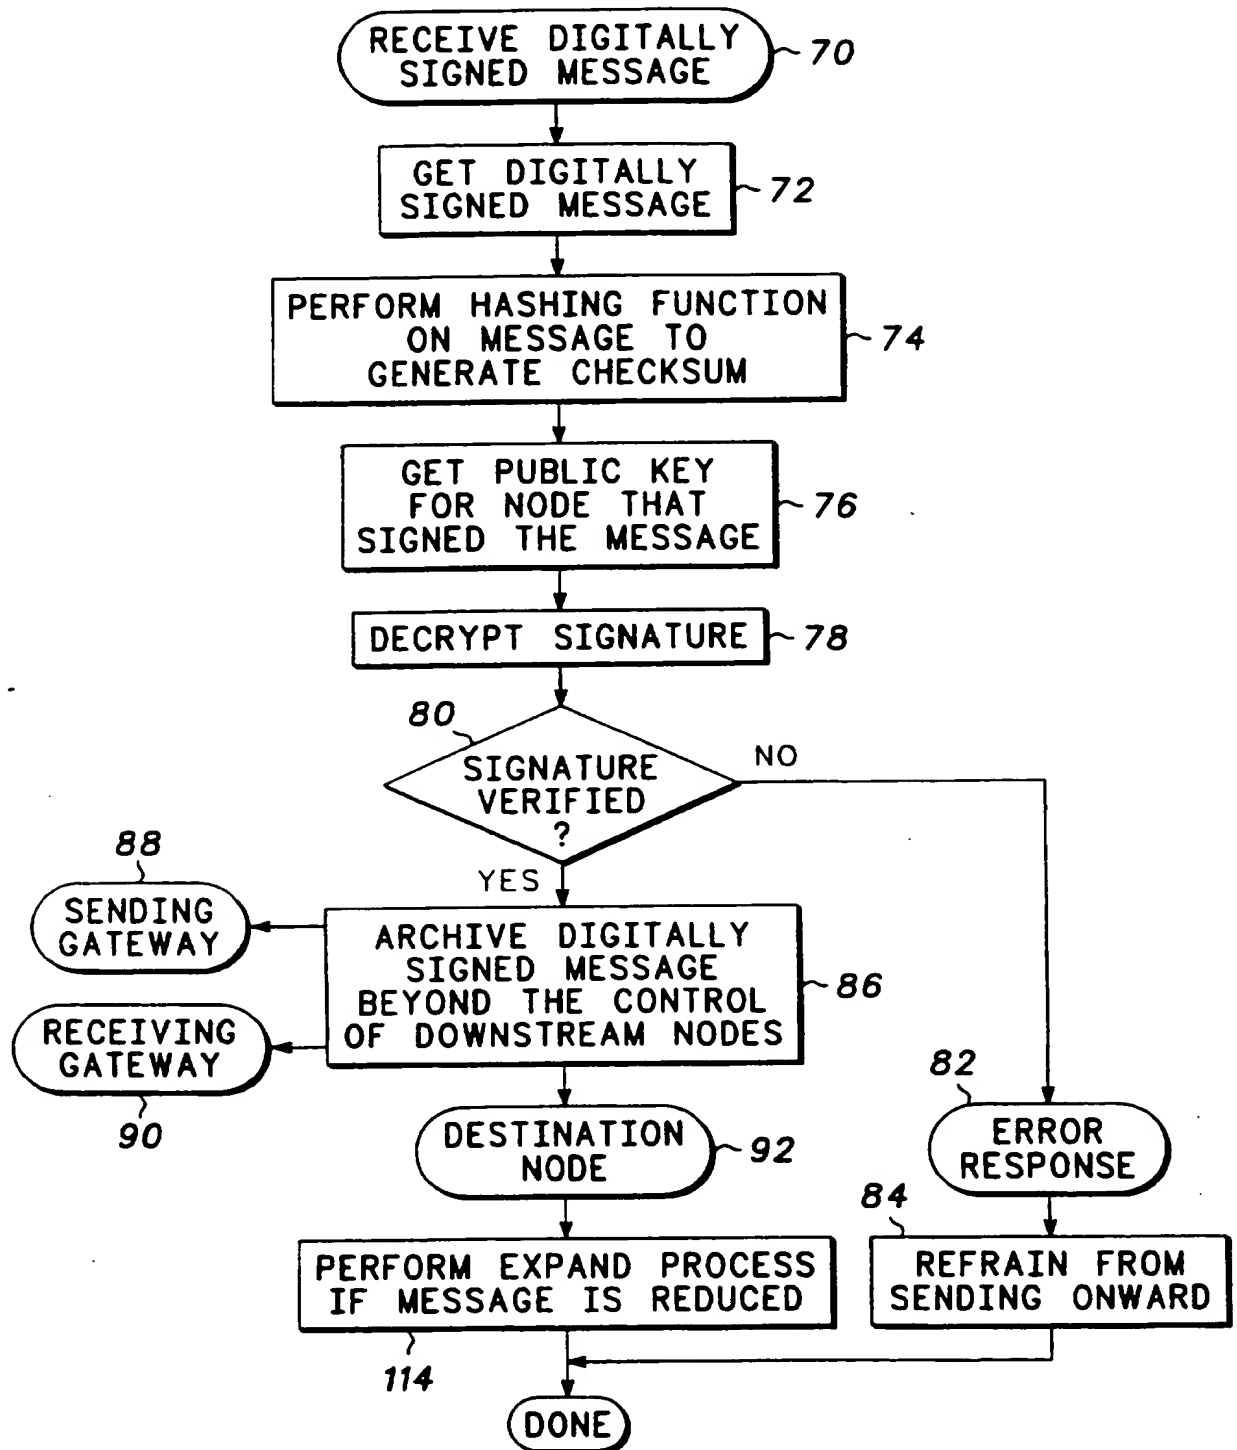 RECEIVE DIGITALLY
SIGNED MESSAGE
70
GET DIGITALLY
SIGNED MESSAGE
72
PERFORM HASHING FUNCTION
ON MESSAGE TO
GENERATE CHECKSUM
74
GET PUBLIC KEY
FOR NODE THAT
SIGNED THE MESSAGE
76
DECRYPT SIGNATURE
78
80
SIGNATURE
VERIFIED
?
NO
YES
88
SENDING
GATEWAY
ARCHIVE DIGITALLY
SIGNED MESSAGE
BEYOND THE CONTROL
OF DOWNSTREAM NODES
86
RECEIVING
GATEWAY
90
DESTINATION
NODE
92
82
ERROR
RESPONSE
84
REFRAIN FROM
SENDING ONWARD
PERFORM EXPAND PROCESS
IF MESSAGE IS REDUCED
114
DONE